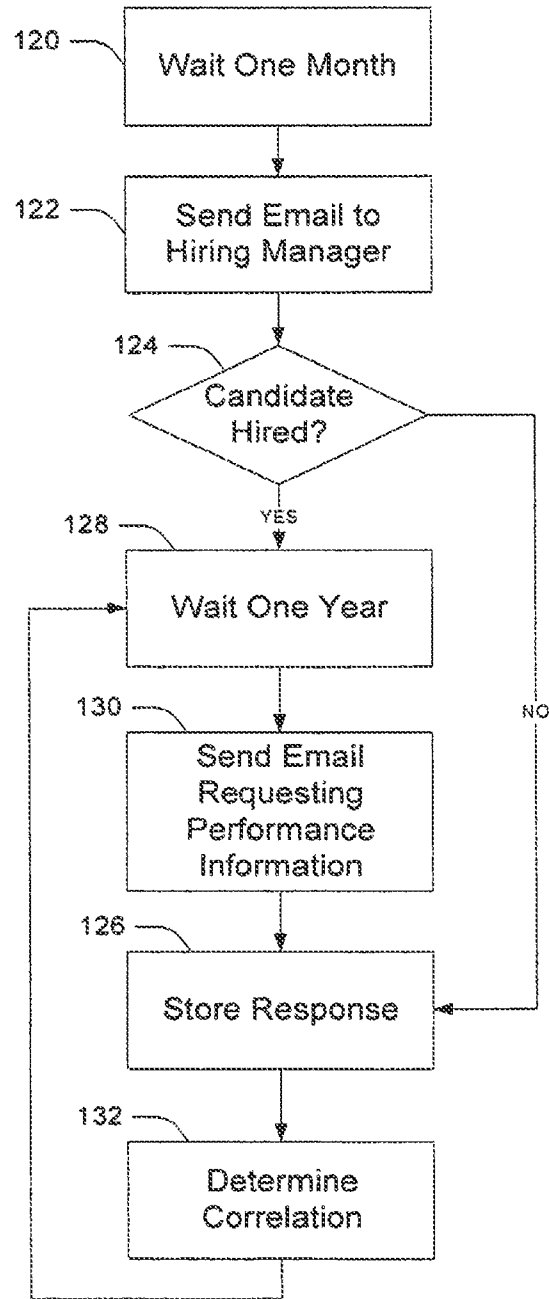 120
Wait One Month
122
Send Email to
Hiring Manager
124
Candidate
Hired?
YES
128
Wait One Year
NO
130
Send Email
Requesting
Performance
Information
126
Store Response
132
Determine
Correlation